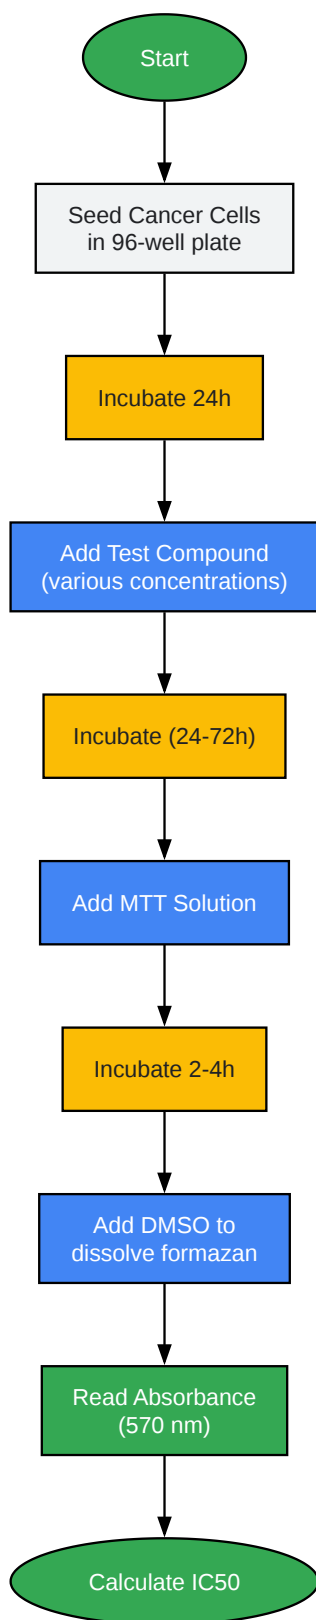 Start
Seed Cancer Cells
in 96-well plate
Incubate 24h
Add Test Compound
(various concentrations)
Incubate (24-72h)
Add MTT Solution
Incubate 2-4h
Add DMSO to
dissolve formazan
Read Absorbance
(570 nm)
Calculate IC50